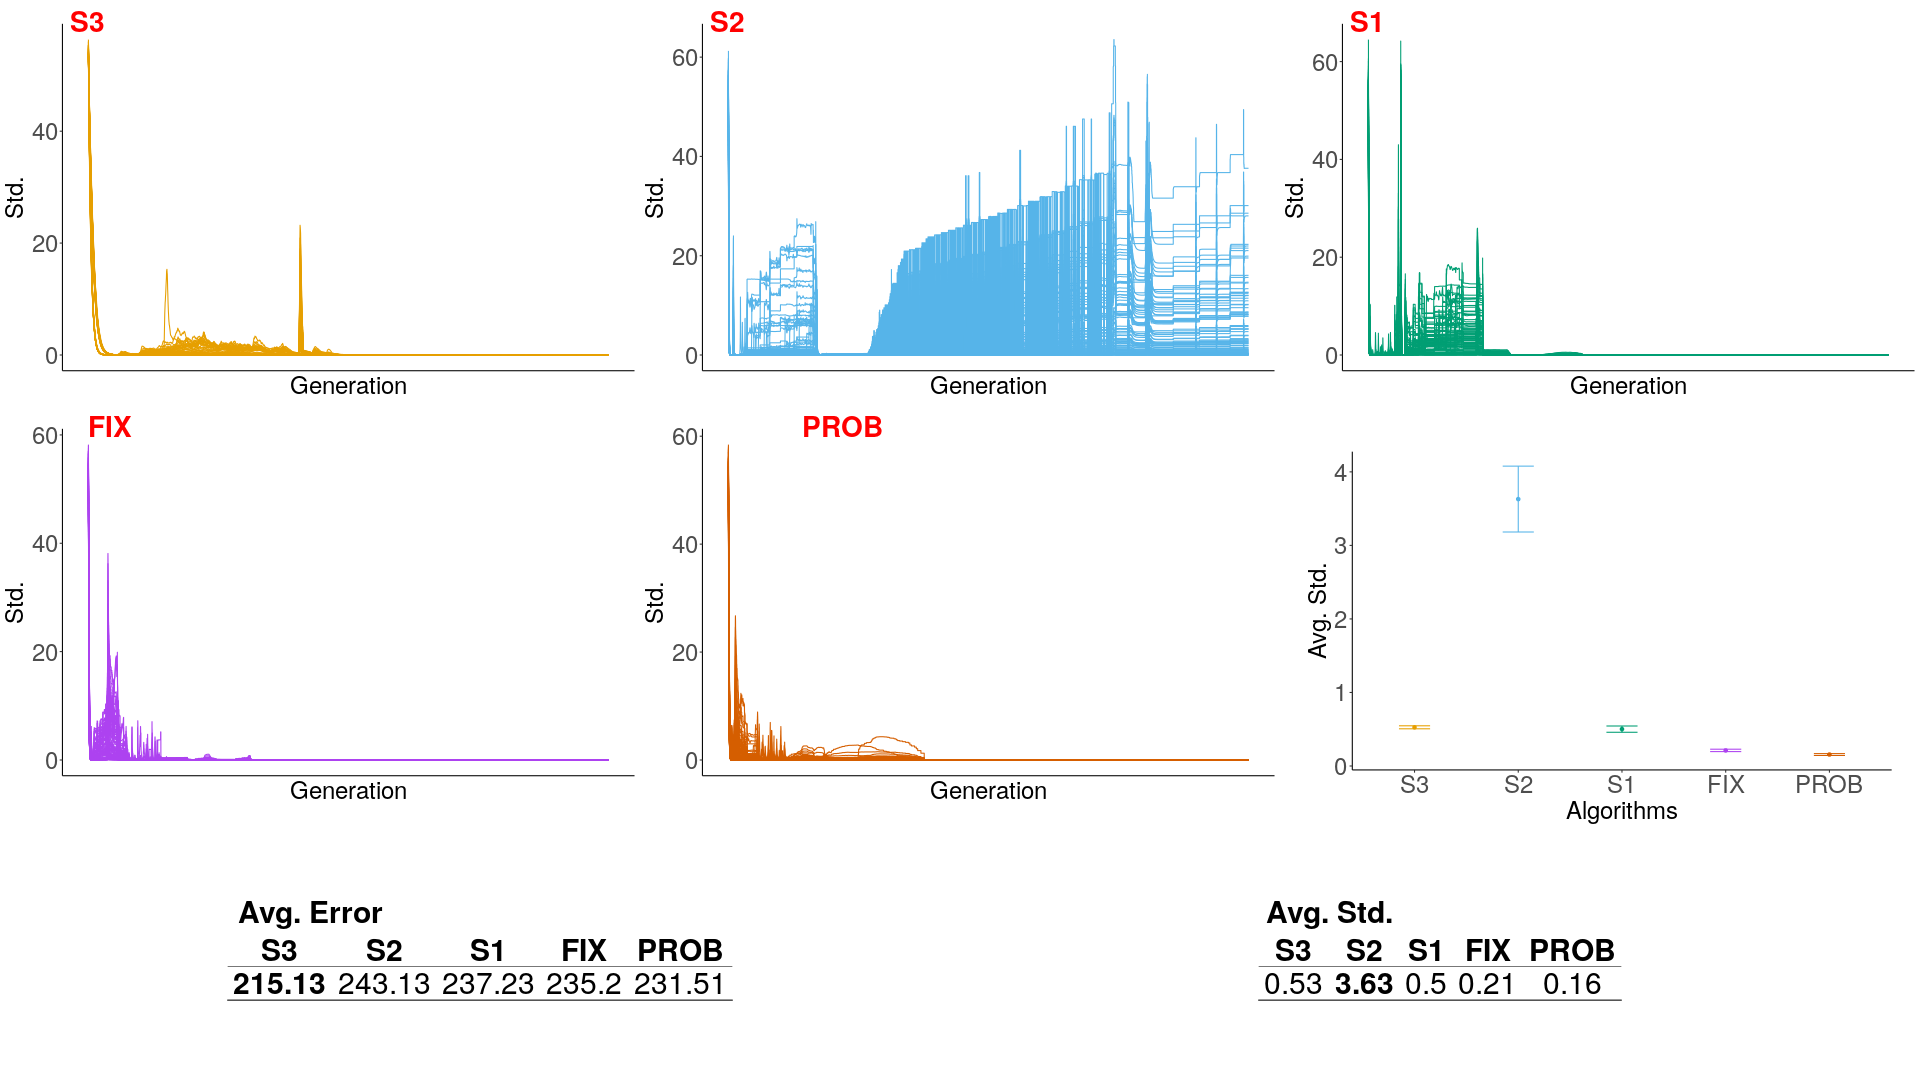 S3
40
20
0
Std.
Generation
S2
60
40
20
0
Std.
Generation
S1
60
40
20
0
Std.
Generation
FIX
60
40
20
0
Std.
Generation
PROB
60
40
20
0
Std.
Generation
4
3
2
1
0
Avg. Std.
S3 S2 S1 FIX PROB
Algorithms
Avg. Error
S3 S2 S1 FIX PROB
215.13 243.13 237.23 235.2 231.51
Avg. Std.
S3 S2 S1 FIX PROB
0.53 3.63 0.5 0.21 0.16